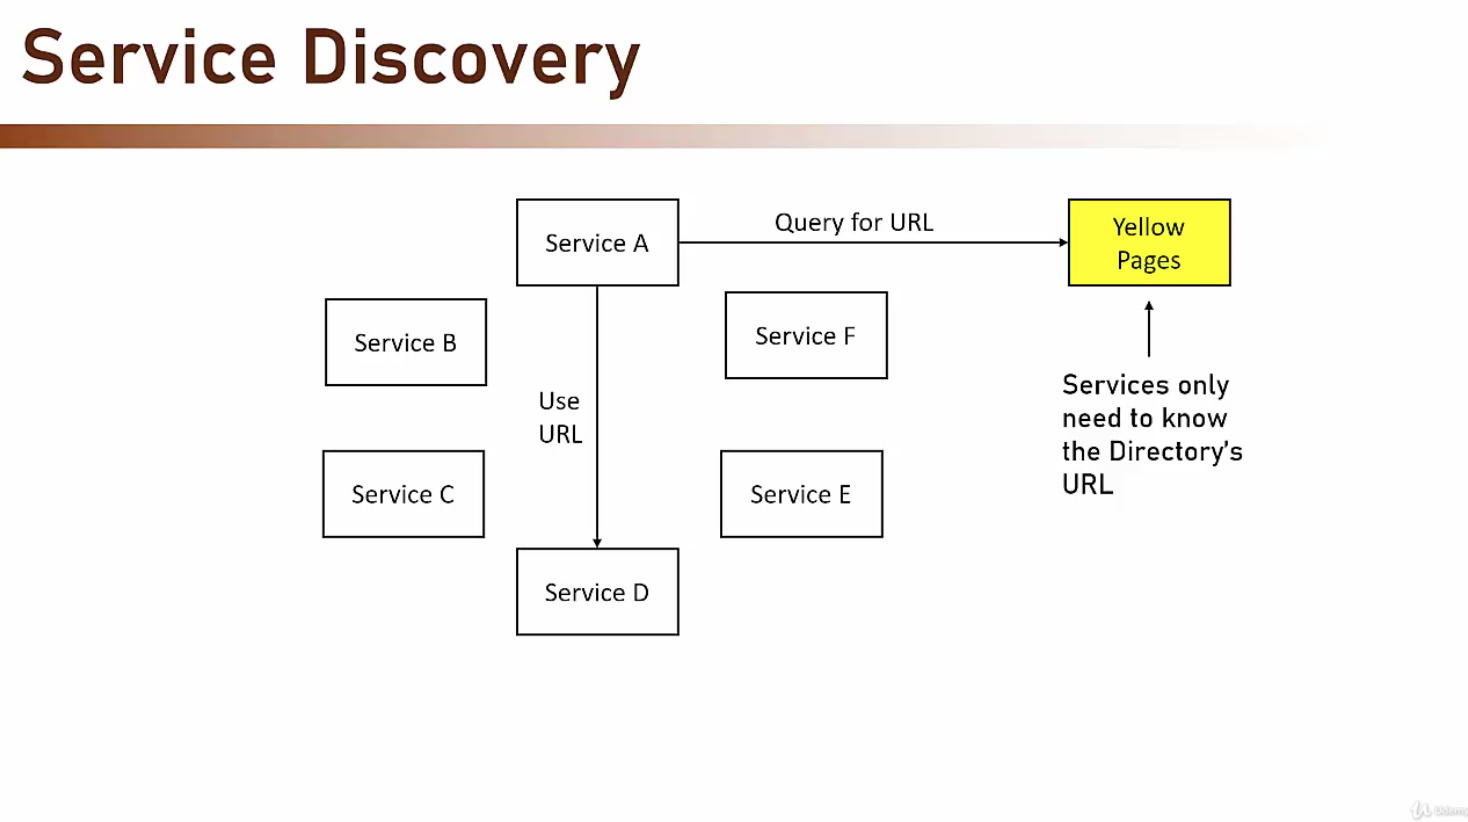 Service Discovery
Service A
Query for URL
Yellow
Pages
Service B
Service F
Use
URL
Services only
need to know
the Directory's
URL
Service C
Service E
Service D
Udemy